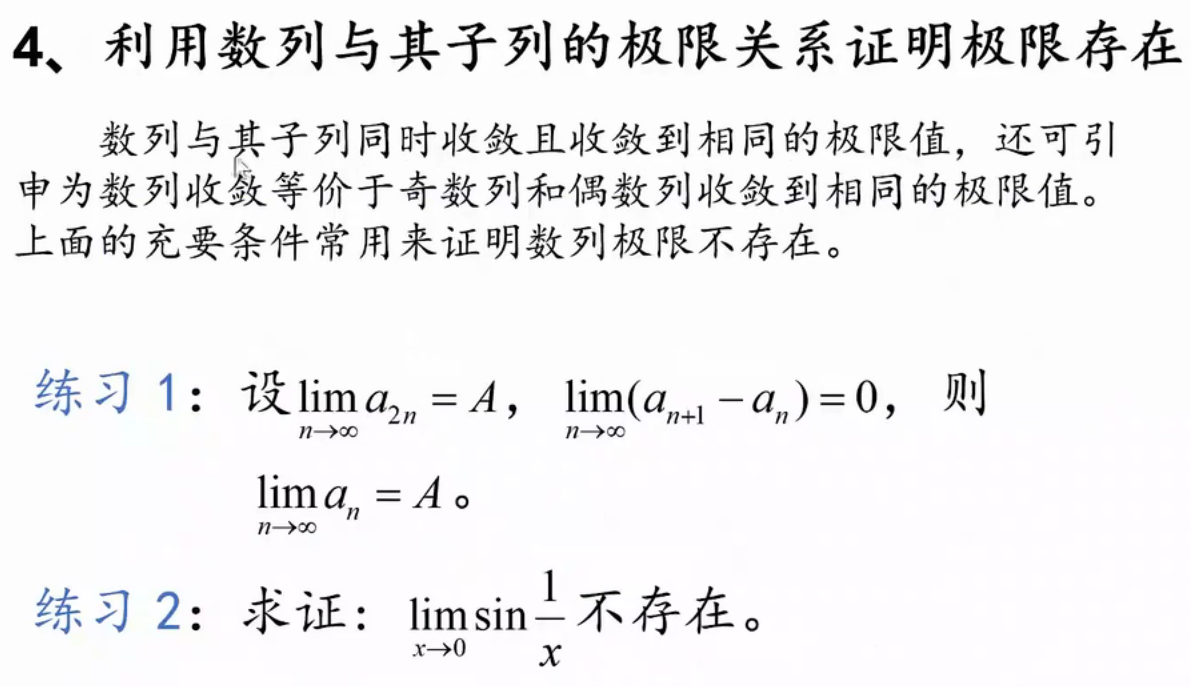 4、利用数列与其子列的极限关系证明极限存在
数列与其子列同时收敛且收敛到相同的极限值，还可引
申为数列收敛等价于奇数列和偶数列收敛到相同的极限值。
上面的充要条件常用来证明数列极限不存在。
练习 1：设 lim_{n→∞} a_{2n} = A，lim_{n→∞}(a_{n+1} − a_n) = 0，则
lim_{n→∞} a_n = A。
练习 2：求证：lim_{x→0} sin 1/x 不存在。